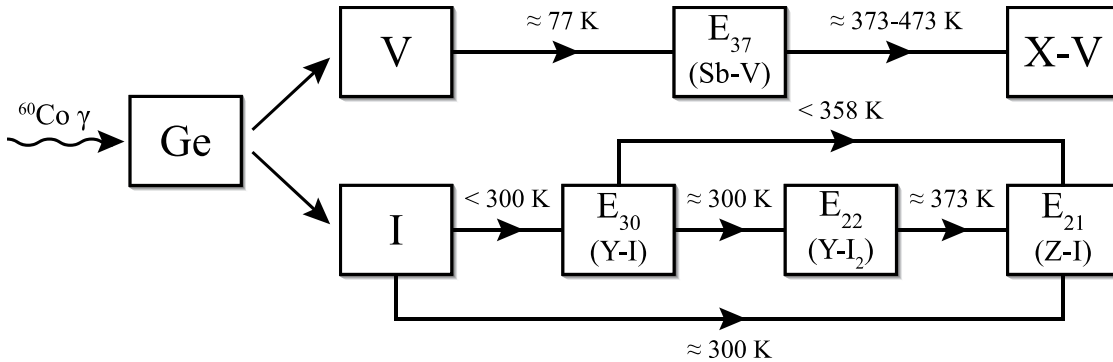 ⁶⁰Co γ
Ge
V
≈ 77 K
E₃₇
(Sb-V)
≈ 373-473 K
X-V
< 358 K
I
< 300 K
E₃₀
(Y-I)
≈ 300 K
E₂₂
(Y-I₂)
≈ 373 K
E₂₁
(Z-I)
≈ 300 K